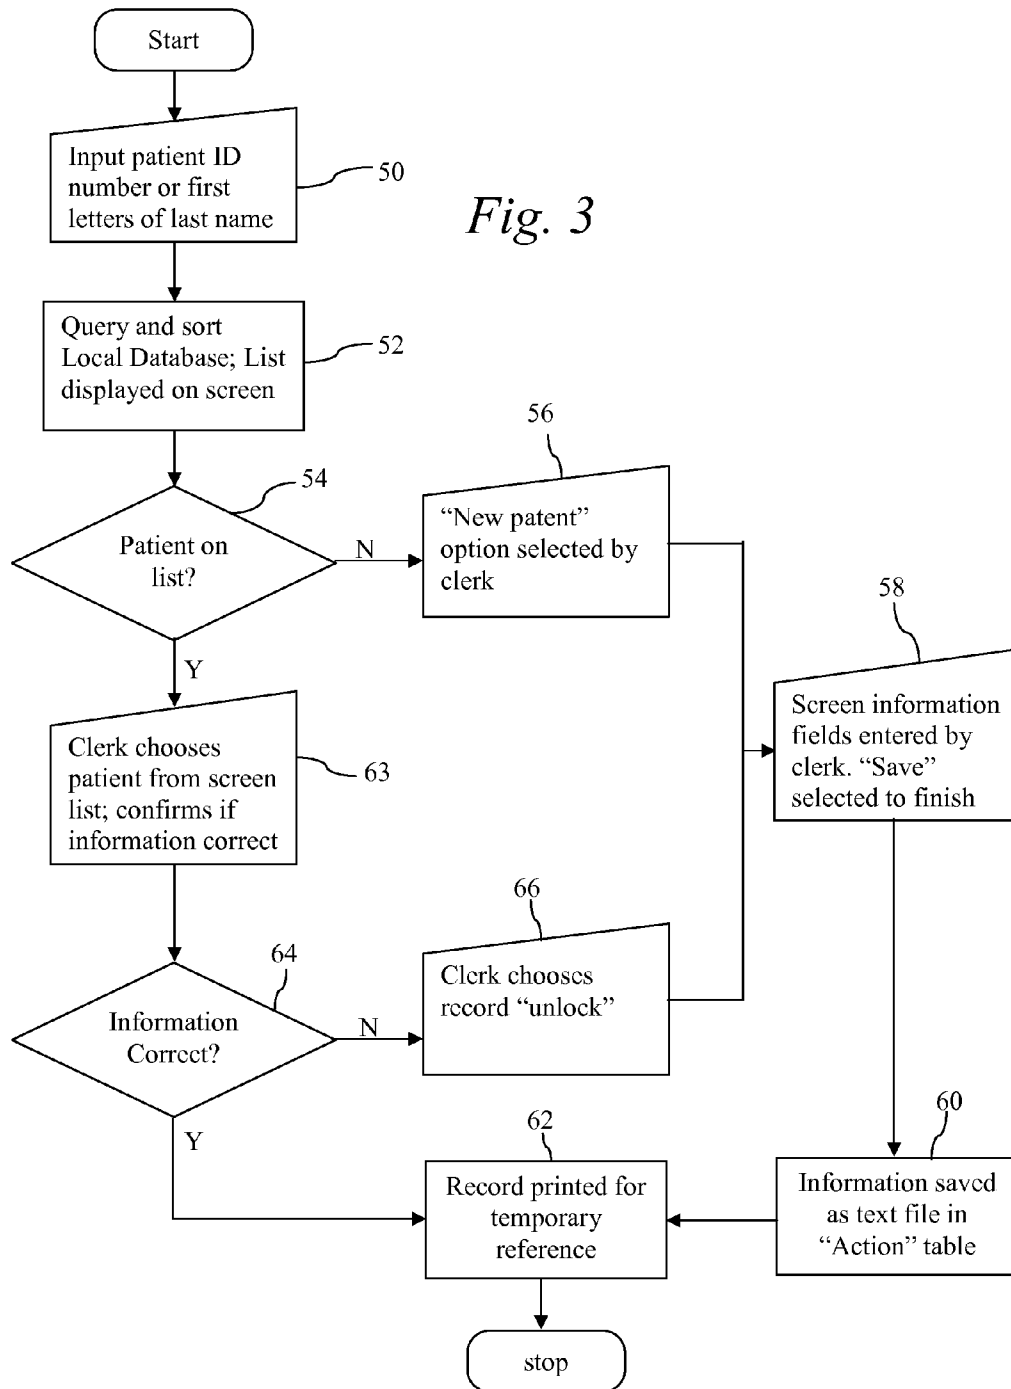 Start
Input patient ID
number or first
letters of last name
50
Fig. 3
Query and sort
Local Database; List
displayed on screen
52
54
Patient on
list?
N
Y
56
“New patent”
option selected by
clerk
58
Screen information
fields entered by
clerk. “Save”
selected to finish
Clerk chooses
patient from screen
list; confirms if
information correct
63
64
Information
Correct?
N
Y
66
Clerk chooses
record “unlock”
62
Record printed for
temporary
reference
60
Information saved
as text file in
“Action” table
stop